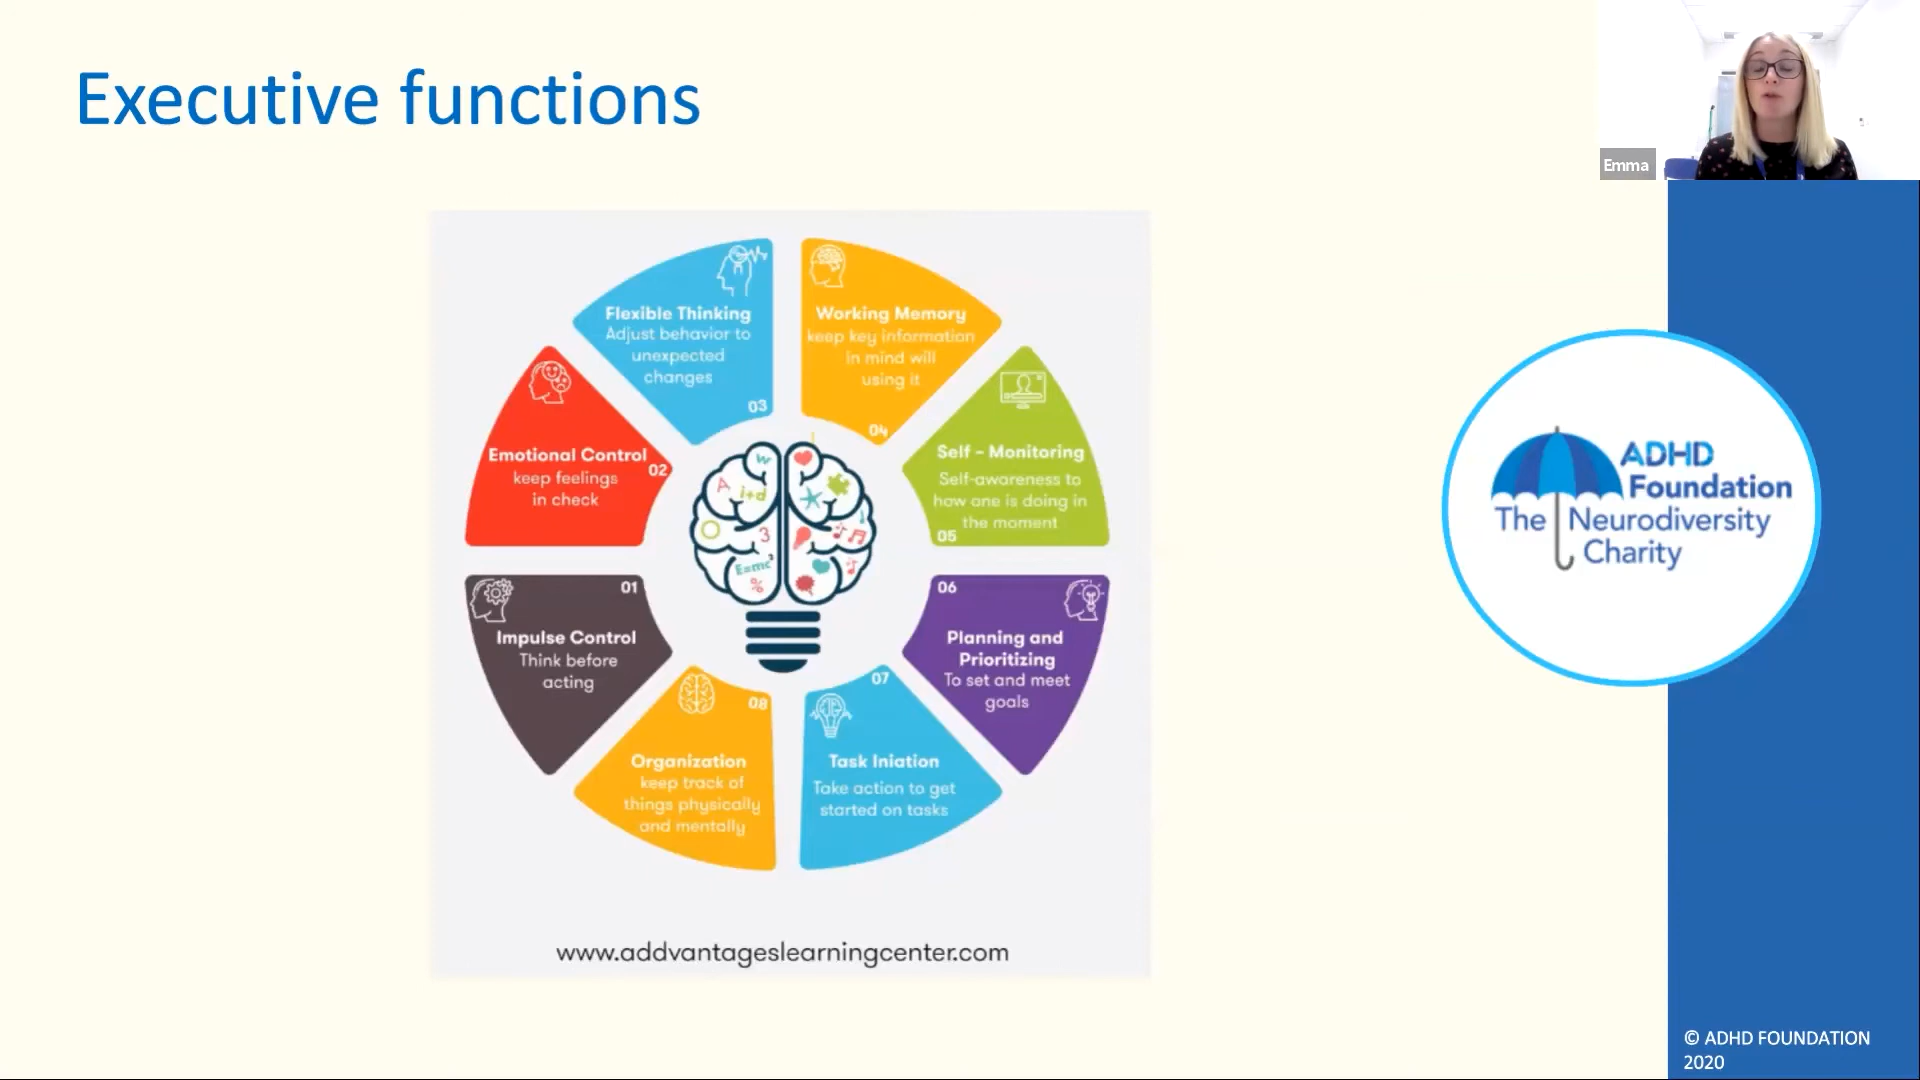 Executive functions
Emma
Flexible Thinking
Adjust behavior to
unexpected
changes
03
Working Memory
keep key information
in mind will
using it
04
Emotional Control
keep feelings
in check
02
Self - Monitoring
Self-awareness to
how one is doing in
the moment
05
w
A
i+d
3
E=mc²
%
01
Impulse Control
Think before
acting
06
Planning and
Prioritizing
To set and meet
goals
08
Organization
keep track of
things physically
and mentally
07
Task Iniation
Take action to get
started on tasks
www.addvantageslearningcenter.com
ADHD
Foundation
The Neurodiversity
Charity
© ADHD FOUNDATION
2020